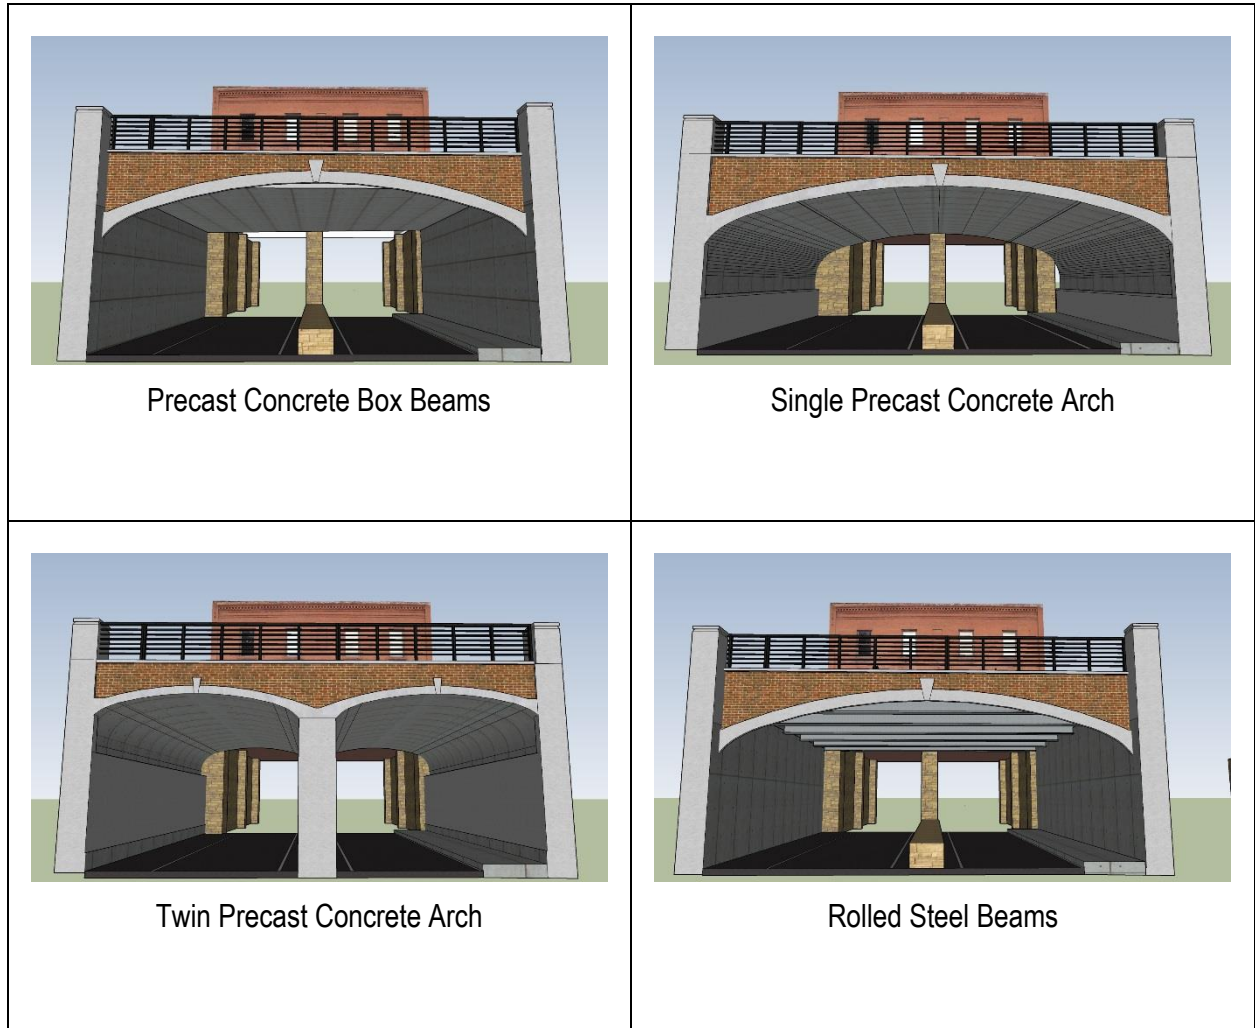 Precast Concrete Box Beams
Single Precast Concrete Arch
Twin Precast Concrete Arch
Rolled Steel Beams